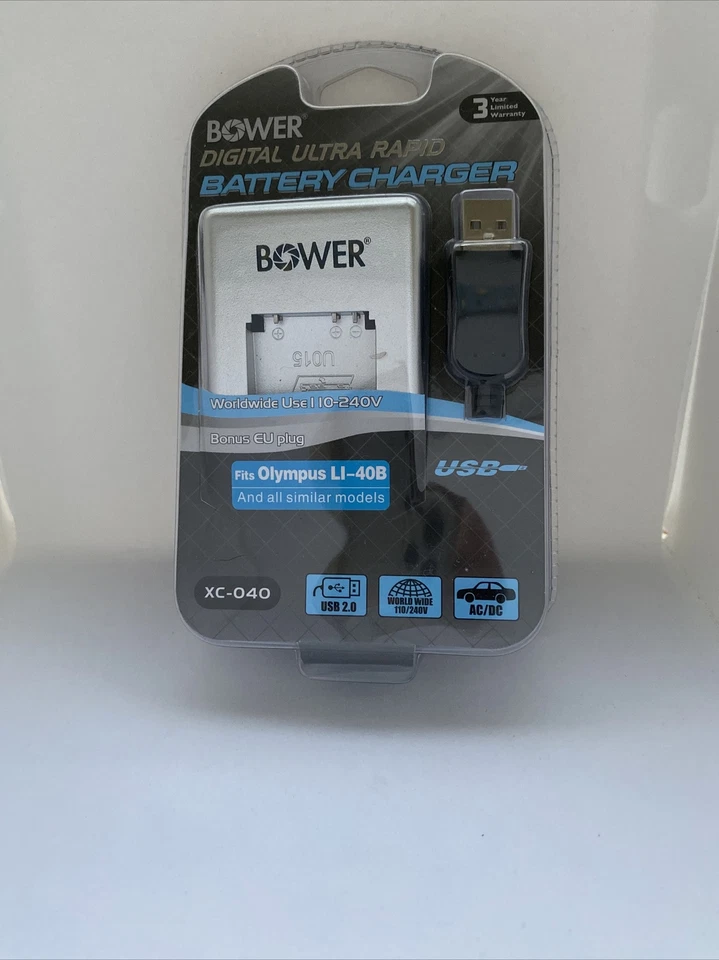 3 Year Limited Warranty
BOWER
DIGITAL ULTRA RAPID
BATTERY CHARGER
BOWER®
+ + −
U015
Worldwide Use 110-240V
Bonus EU plug
Fits Olympus LI-40B
And all similar models
USB
XC-040
USB 2.0
WORLD WIDE
110/240V
AC/DC